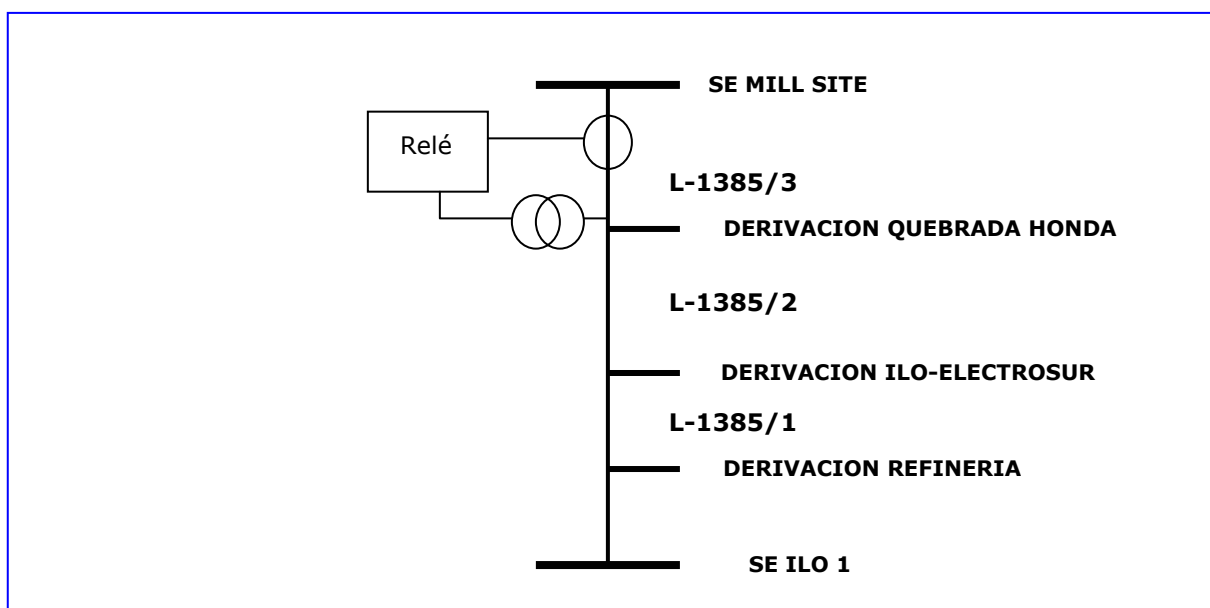 SE MILL SITE
Relé
L-1385/3
DERIVACION QUEBRADA HONDA
L-1385/2
DERIVACION ILO-ELECTROSUR
L-1385/1
DERIVACION REFINERIA
SE ILO 1